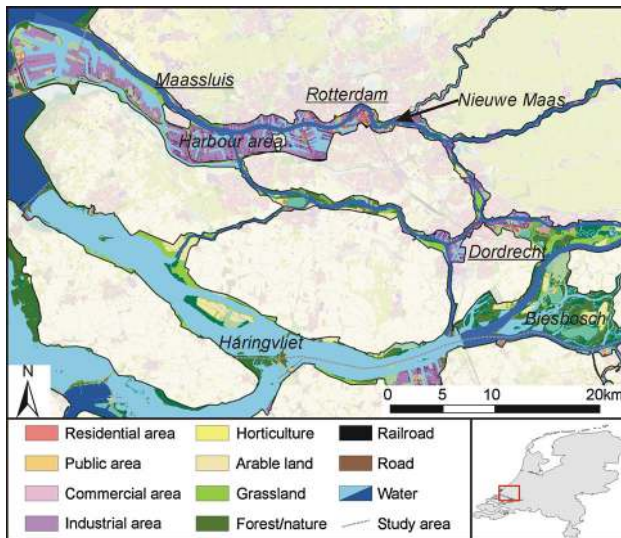 Maassluis
Rotterdam
Nieuwe Maas
Harbour area
Dordrecht
Biesbosch
Haringvliet
N
0 5 10 20km
Residential area
Horticulture
Railroad
Public area
Arable land
Road
Commercial area
Grassland
Water
Industrial area
Forest/nature
Study area